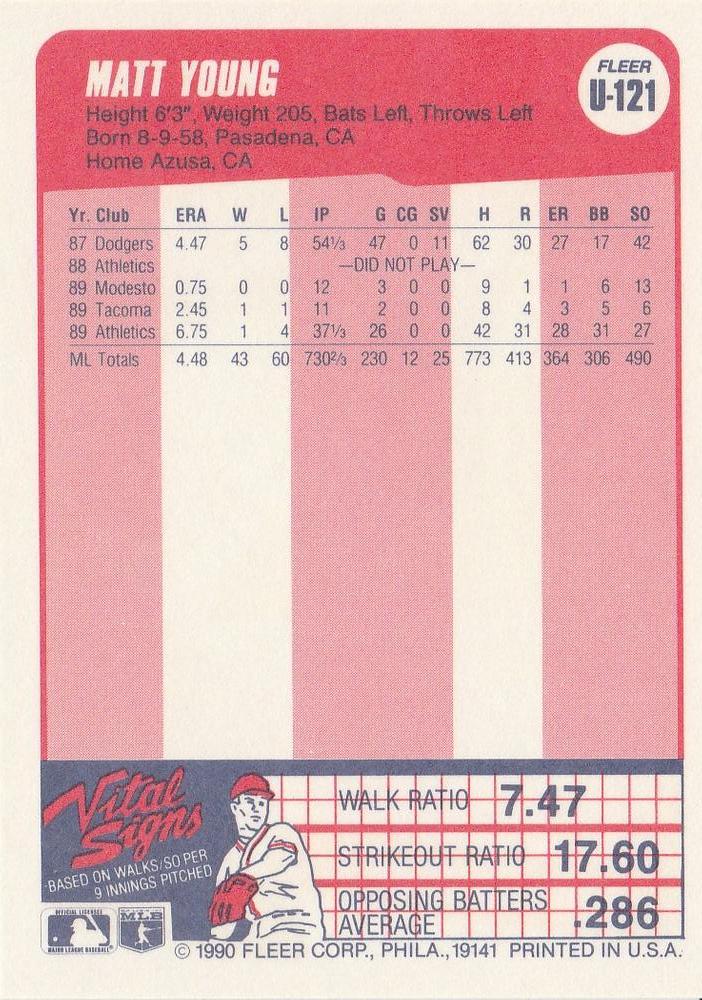 MATT YOUNG
FLEER
U-121
Height 6'3", Weight 205, Bats Left, Throws Left
Born 8-9-58, Pasadena, CA
Home Azusa, CA
Yr. Club ERA W L IP G CG SV H R ER BB SO
87 Dodgers 4.47 5 8 54⅓ 47 0 11 62 30 27 17 42
88 Athletics —DID NOT PLAY—
89 Modesto 0.75 0 0 12 3 0 0 9 1 1 6 13
89 Tacoma 2.45 1 1 11 2 0 0 8 4 3 5 6
89 Athletics 6.75 1 4 37⅓ 26 0 0 42 31 28 31 27
ML Totals 4.48 43 60 730⅔ 230 12 25 773 413 364 306 490
Vital
Signs
BASED ON WALKS/SO PER
9 INNINGS PITCHED
WALK RATIO 7.47
STRIKEOUT RATIO 17.60
OPPOSING BATTERS
AVERAGE .286
OFFICIAL LICENSEE
MAJOR LEAGUE BASEBALL
MLB
© 1990 FLEER CORP., PHILA., 19141 PRINTED IN U.S.A.